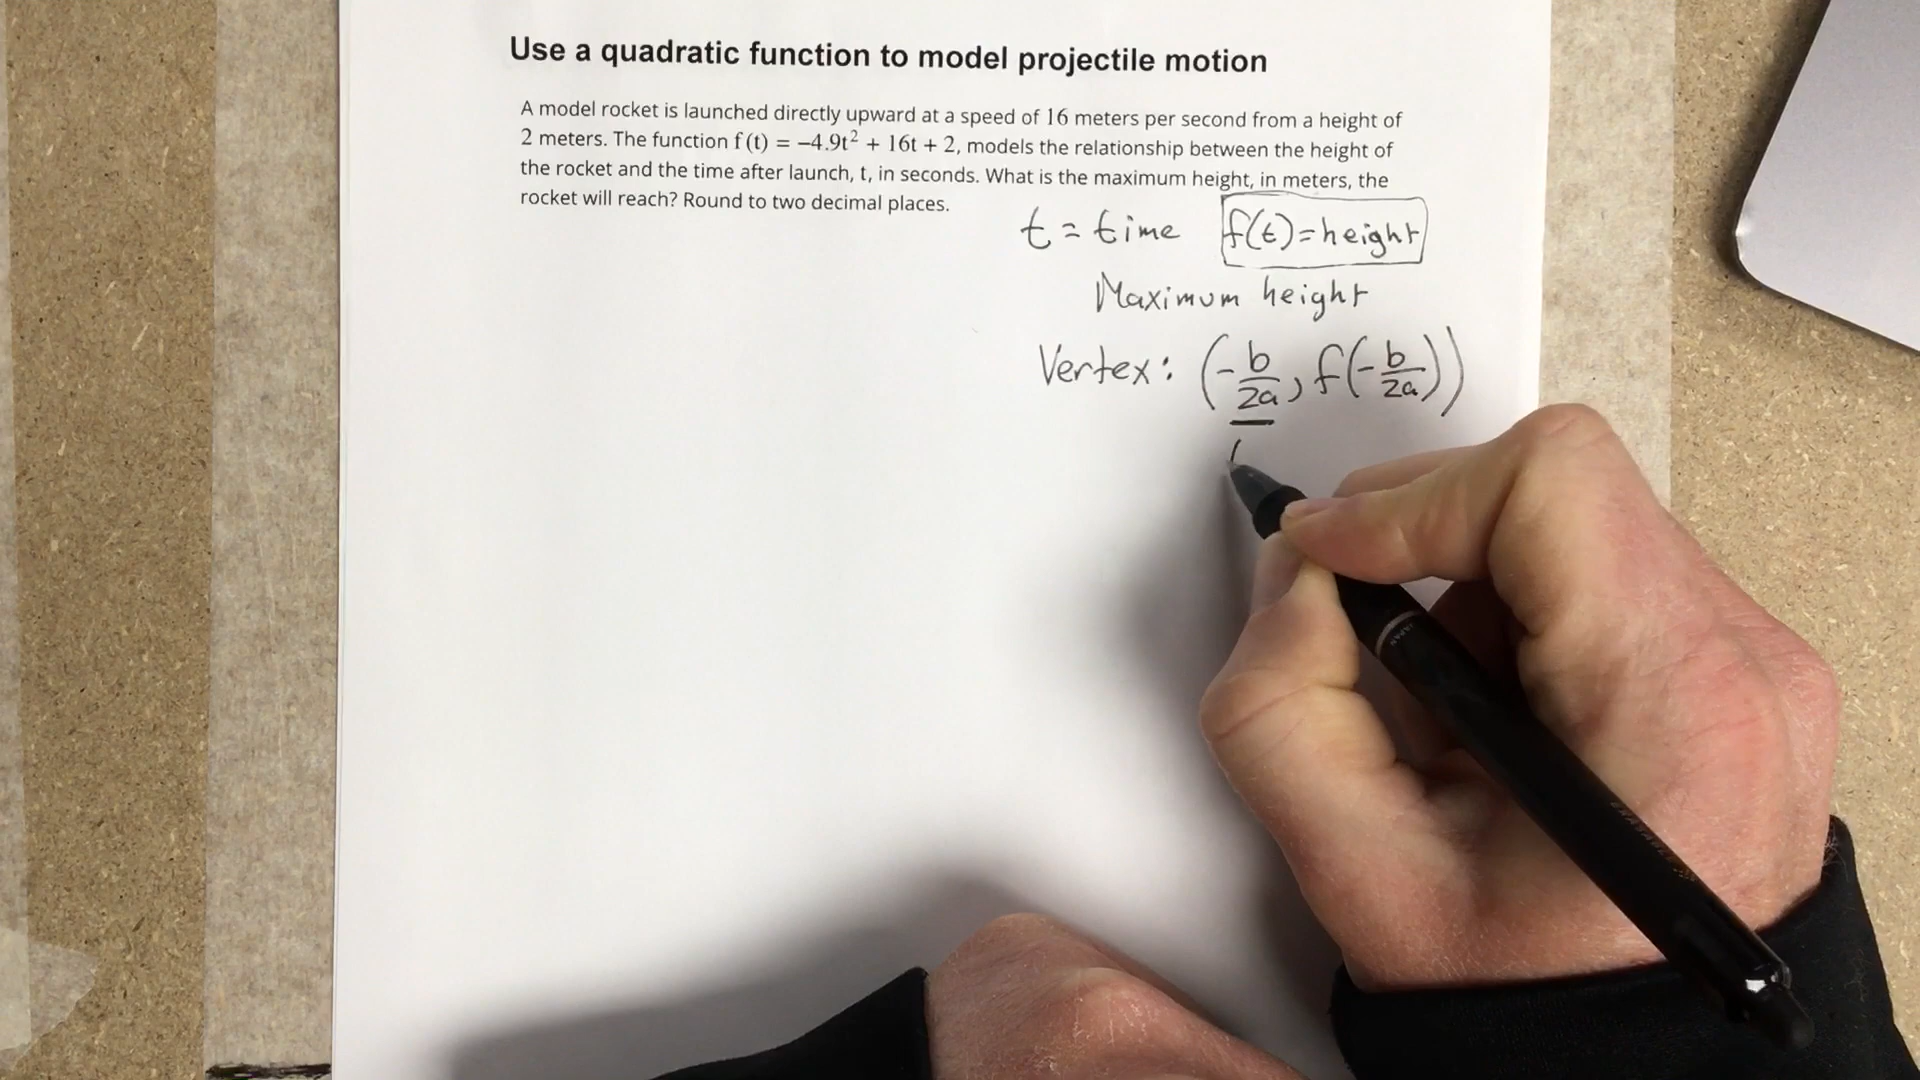 Use a quadratic function to model projectile motion
A model rocket is launched directly upward at a speed of 16 meters per second from a height of
2 meters. The function f (t) = −4.9t² + 16t + 2, models the relationship between the height of
the rocket and the time after launch, t, in seconds. What is the maximum height, in meters, the
rocket will reach? Round to two decimal places.
t = time f(t)=height
Maximum height
Vertex: (-b/2a, f(-b/2a))
(
JAPAN